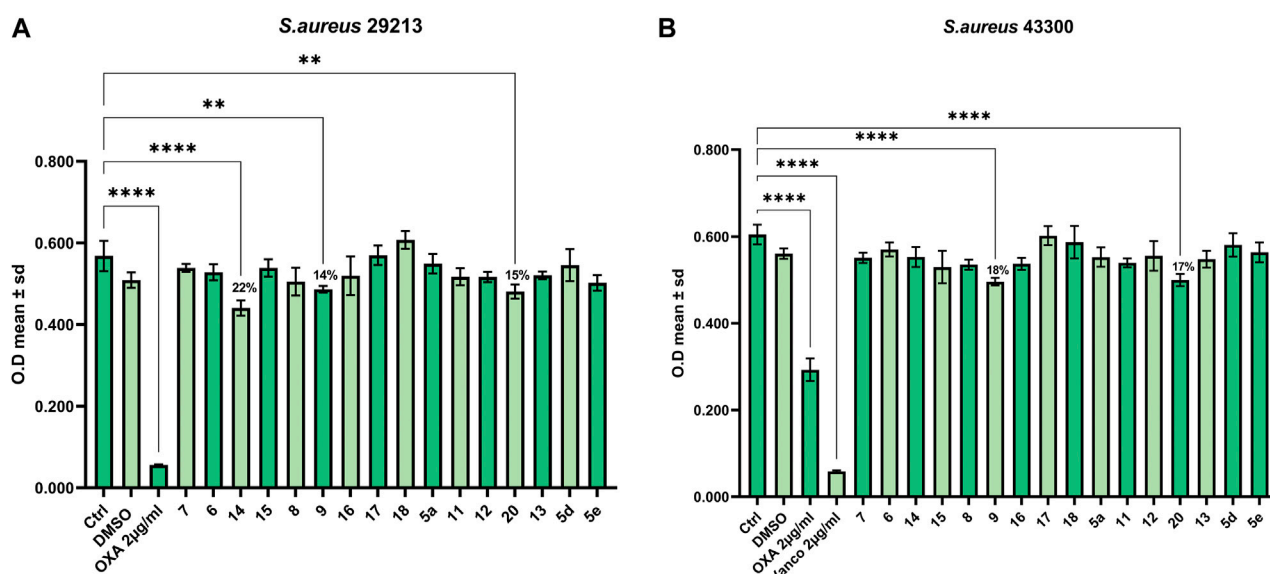 A
S.aureus 29213
**
**
****
****
0.800
0.600
0.400
0.200
0.000
O.D mean ± sd
22%
14%
15%
Ctrl
DMSO
OXA 2µg/ml
7
6
14
15
8
9
16
17
18
5a
11
12
20
13
5d
5e
B
S.aureus 43300
****
****
****
****
0.800
0.600
0.400
0.200
0.000
O.D mean ± sd
18%
17%
Ctrl
DMSO
OXA 2µg/ml
2µg/ml
7
6
14
15
8
9
16
17
18
5a
11
12
20
13
5d
5e